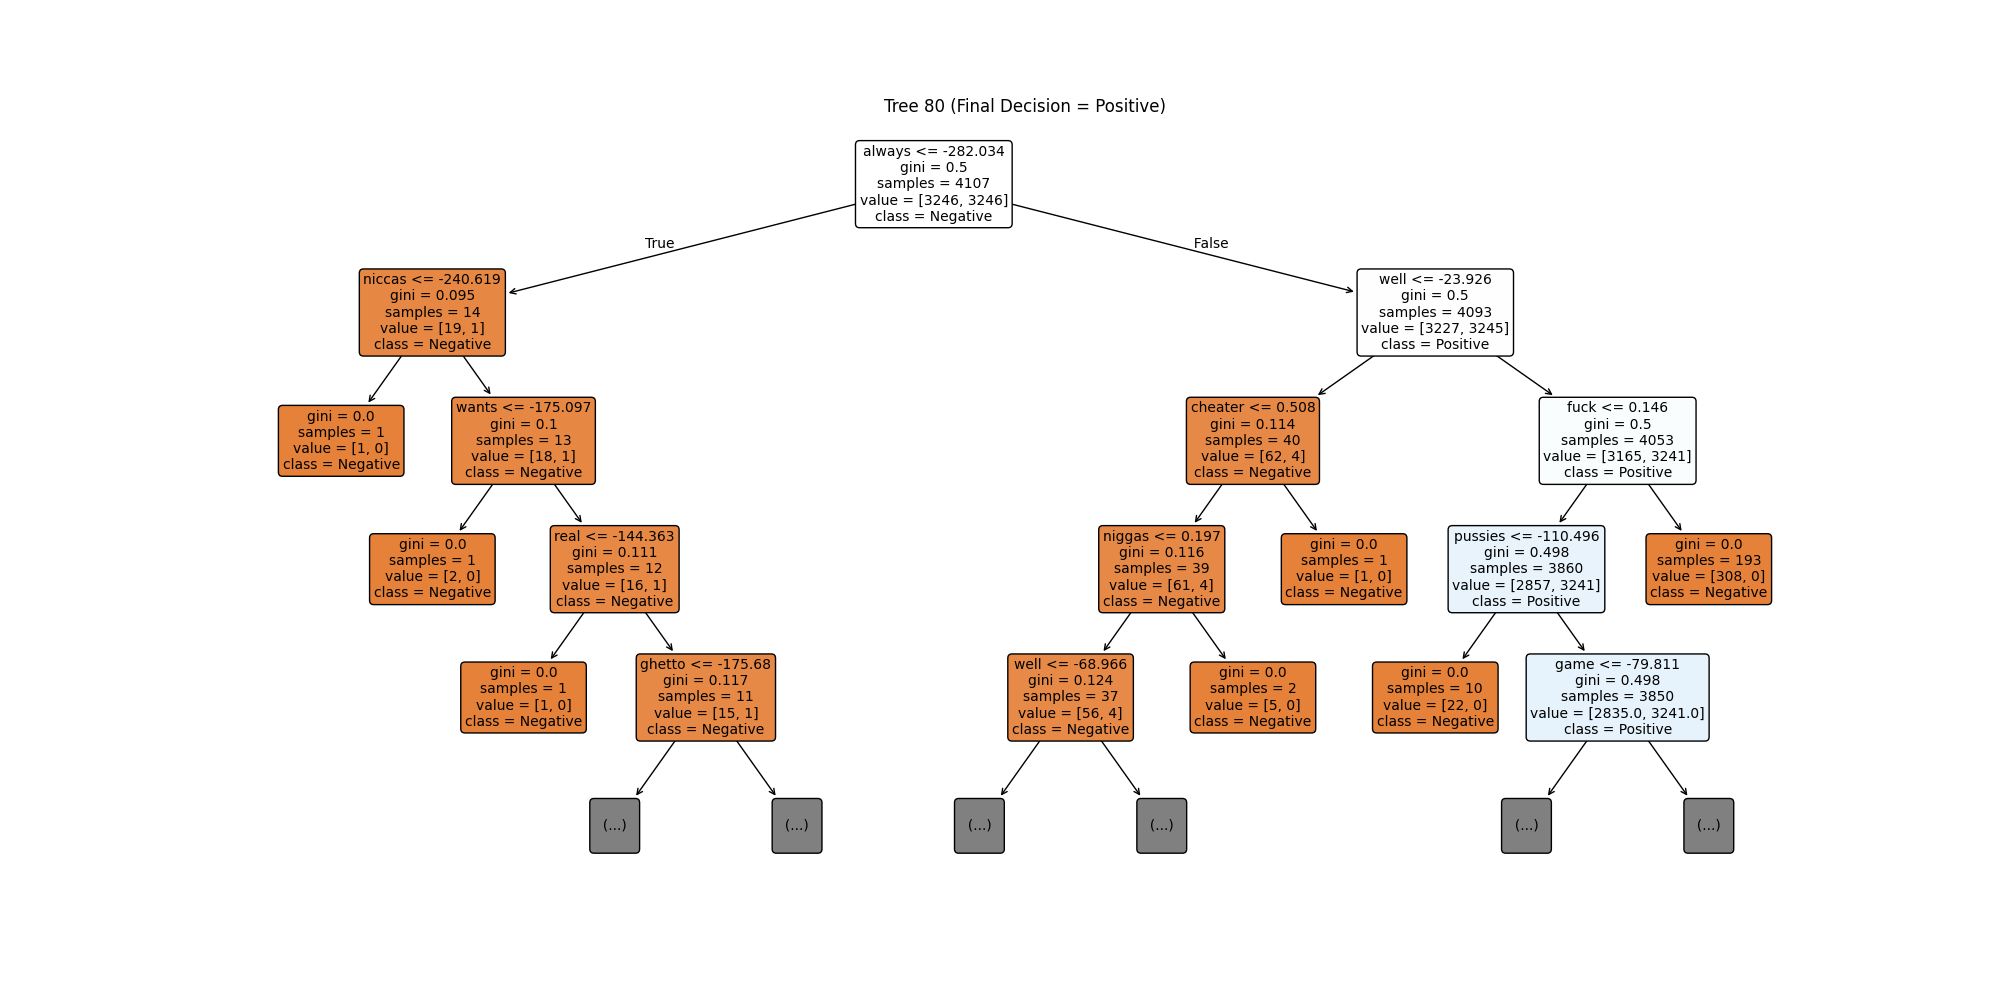 Tree 80 (Final Decision = Positive)
always <= -282.034
gini = 0.5
samples = 4107
value = [3246, 3246]
class = Negative
True
False
niccas <= -240.619
gini = 0.095
samples = 14
value = [19, 1]
class = Negative
well <= -23.926
gini = 0.5
samples = 4093
value = [3227, 3245]
class = Positive
gini = 0.0
samples = 1
value = [1, 0]
class = Negative
wants <= -175.097
gini = 0.1
samples = 13
value = [18, 1]
class = Negative
cheater <= 0.508
gini = 0.114
samples = 40
value = [62, 4]
class = Negative
fuck <= 0.146
gini = 0.5
samples = 4053
value = [3165, 3241]
class = Positive
gini = 0.0
samples = 1
value = [2, 0]
class = Negative
real <= -144.363
gini = 0.111
samples = 12
value = [16, 1]
class = Negative
niggas <= 0.197
gini = 0.116
samples = 39
value = [61, 4]
class = Negative
gini = 0.0
samples = 1
value = [1, 0]
class = Negative
pussies <= -110.496
gini = 0.498
samples = 3860
value = [2857, 3241]
class = Positive
gini = 0.0
samples = 193
value = [308, 0]
class = Negative
gini = 0.0
samples = 1
value = [1, 0]
class = Negative
ghetto <= -175.68
gini = 0.117
samples = 11
value = [15, 1]
class = Negative
well <= -68.966
gini = 0.124
samples = 37
value = [56, 4]
class = Negative
gini = 0.0
samples = 2
value = [5, 0]
class = Negative
gini = 0.0
samples = 10
value = [22, 0]
class = Negative
game <= -79.811
gini = 0.498
samples = 3850
value = [2835.0, 3241.0]
class = Positive
(...)
(...)
(...)
(...)
(...)
(...)